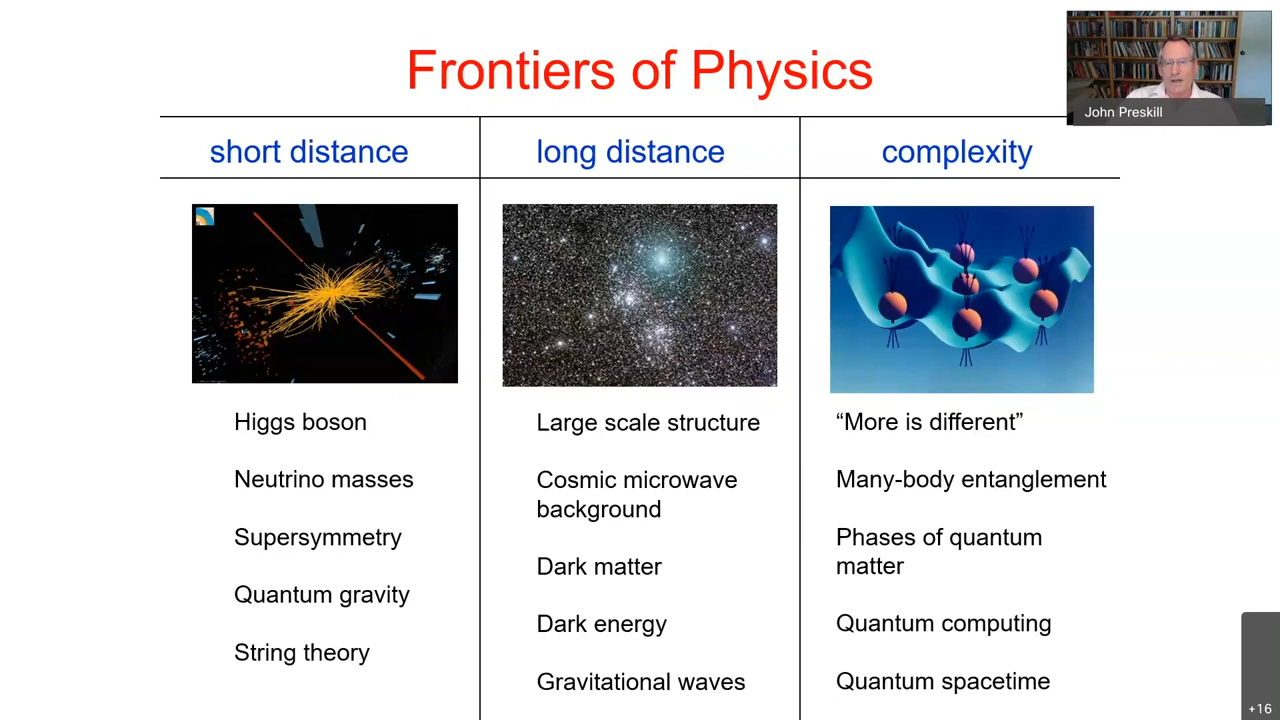 Frontiers of Physics
John Preskill
short distance
long distance
complexity
Higgs boson
Neutrino masses
Supersymmetry
Quantum gravity
String theory
Large scale structure
Cosmic microwave
background
Dark matter
Dark energy
Gravitational waves
“More is different”
Many-body entanglement
Phases of quantum
matter
Quantum computing
Quantum spacetime
+16